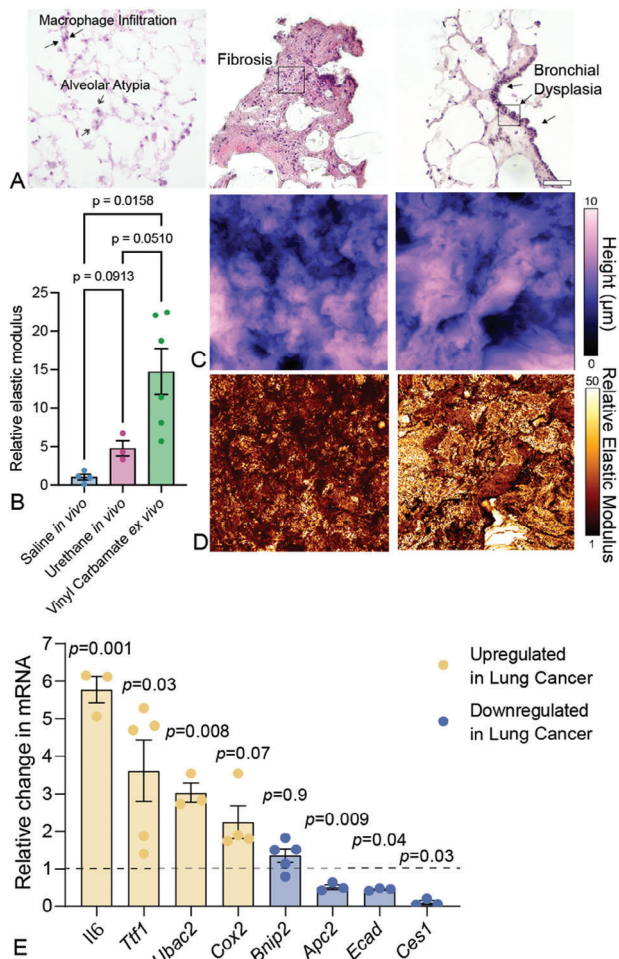 Macrophage Infiltration
Alveolar Atypia
Fibrosis
Bronchial
Dysplasia
A
p = 0.0158
p = 0.0510
p = 0.0913
Relative elastic modulus
25
20
15
10
5
0
Saline in vivo
Urethane in vivo
Vinyl Carbamate ex vivo
B
C
10
Height (µm)
0
50
Relative Elastic Modulus
1
D
Relative change in mRNA
7
6
5
4
3
2
1
0
p=0.001
p=0.03
p=0.008
p=0.07
p=0.9
p=0.009
p=0.04
p=0.03
Upregulated
in Lung Cancer
Downregulated
in Lung Cancer
Il6
Ttf1
Ubac2
Cox2
Bnip2
Apc2
Ecad
Ces1
E